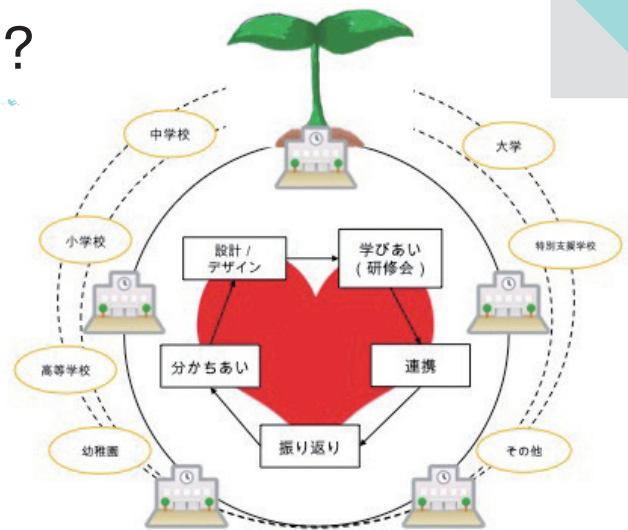 ?
中学校
大学
小学校
特別支援学校
設計 /
デザイン
学びあい
( 研修会 )
分かちあい
連携
高等学校
振り返り
幼稚園
その他